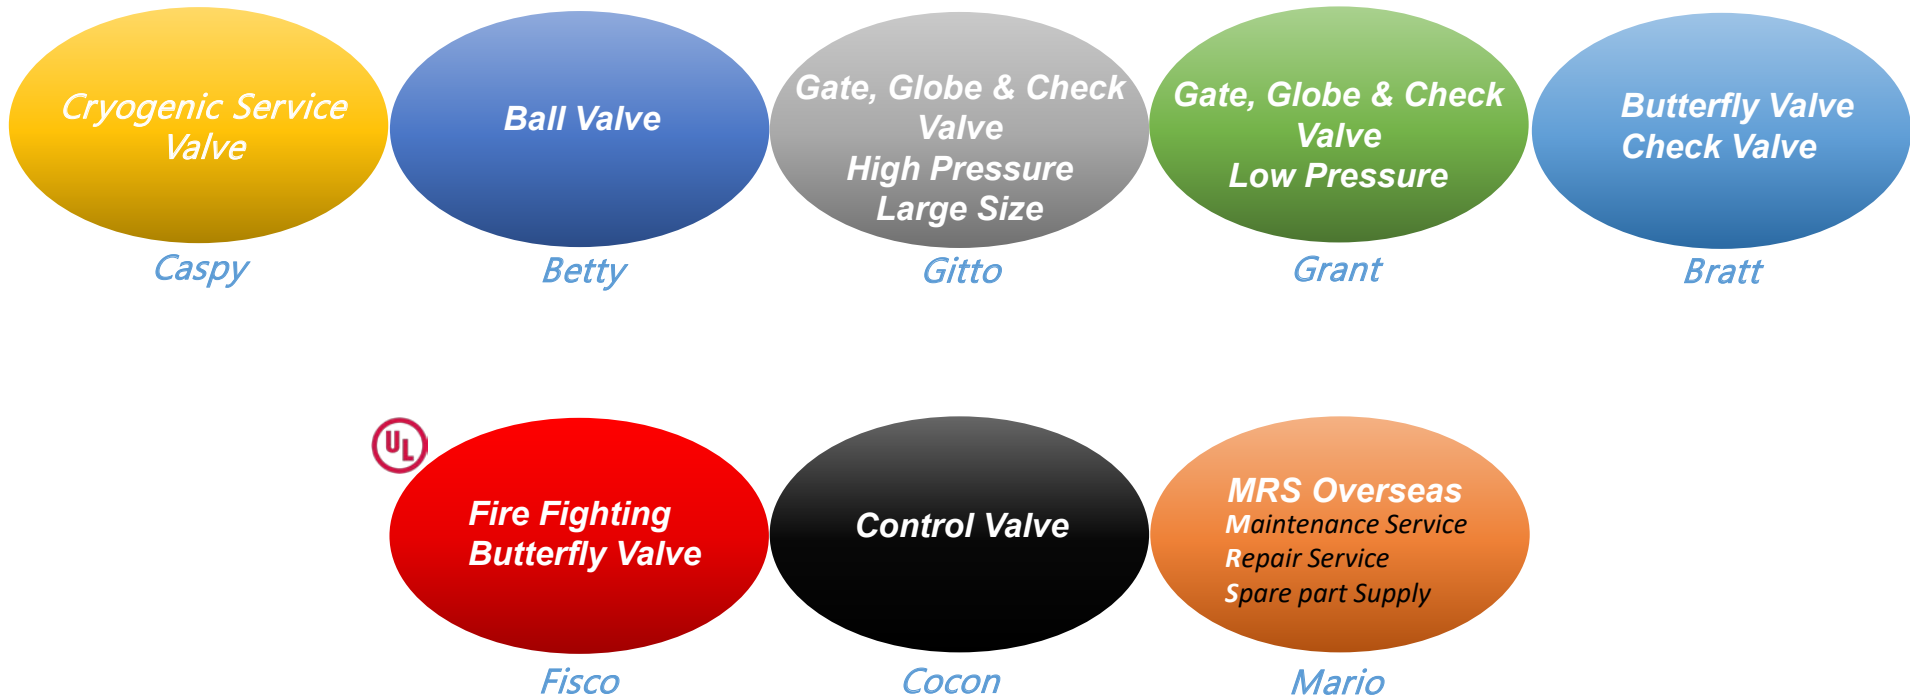 Cryogenic Service
Valve
Ball Valve
Gate, Globe & Check
Valve
High Pressure
Large Size
Gate, Globe & Check
Valve
Low Pressure
Butterfly Valve
Check Valve
Caspy
Betty
Gitto
Grant
Bratt
UL
Fire Fighting
Butterfly Valve
Control Valve
MRS Overseas
Maintenance Service
Repair Service
Spare part Supply
Fisco
Cocon
Mario